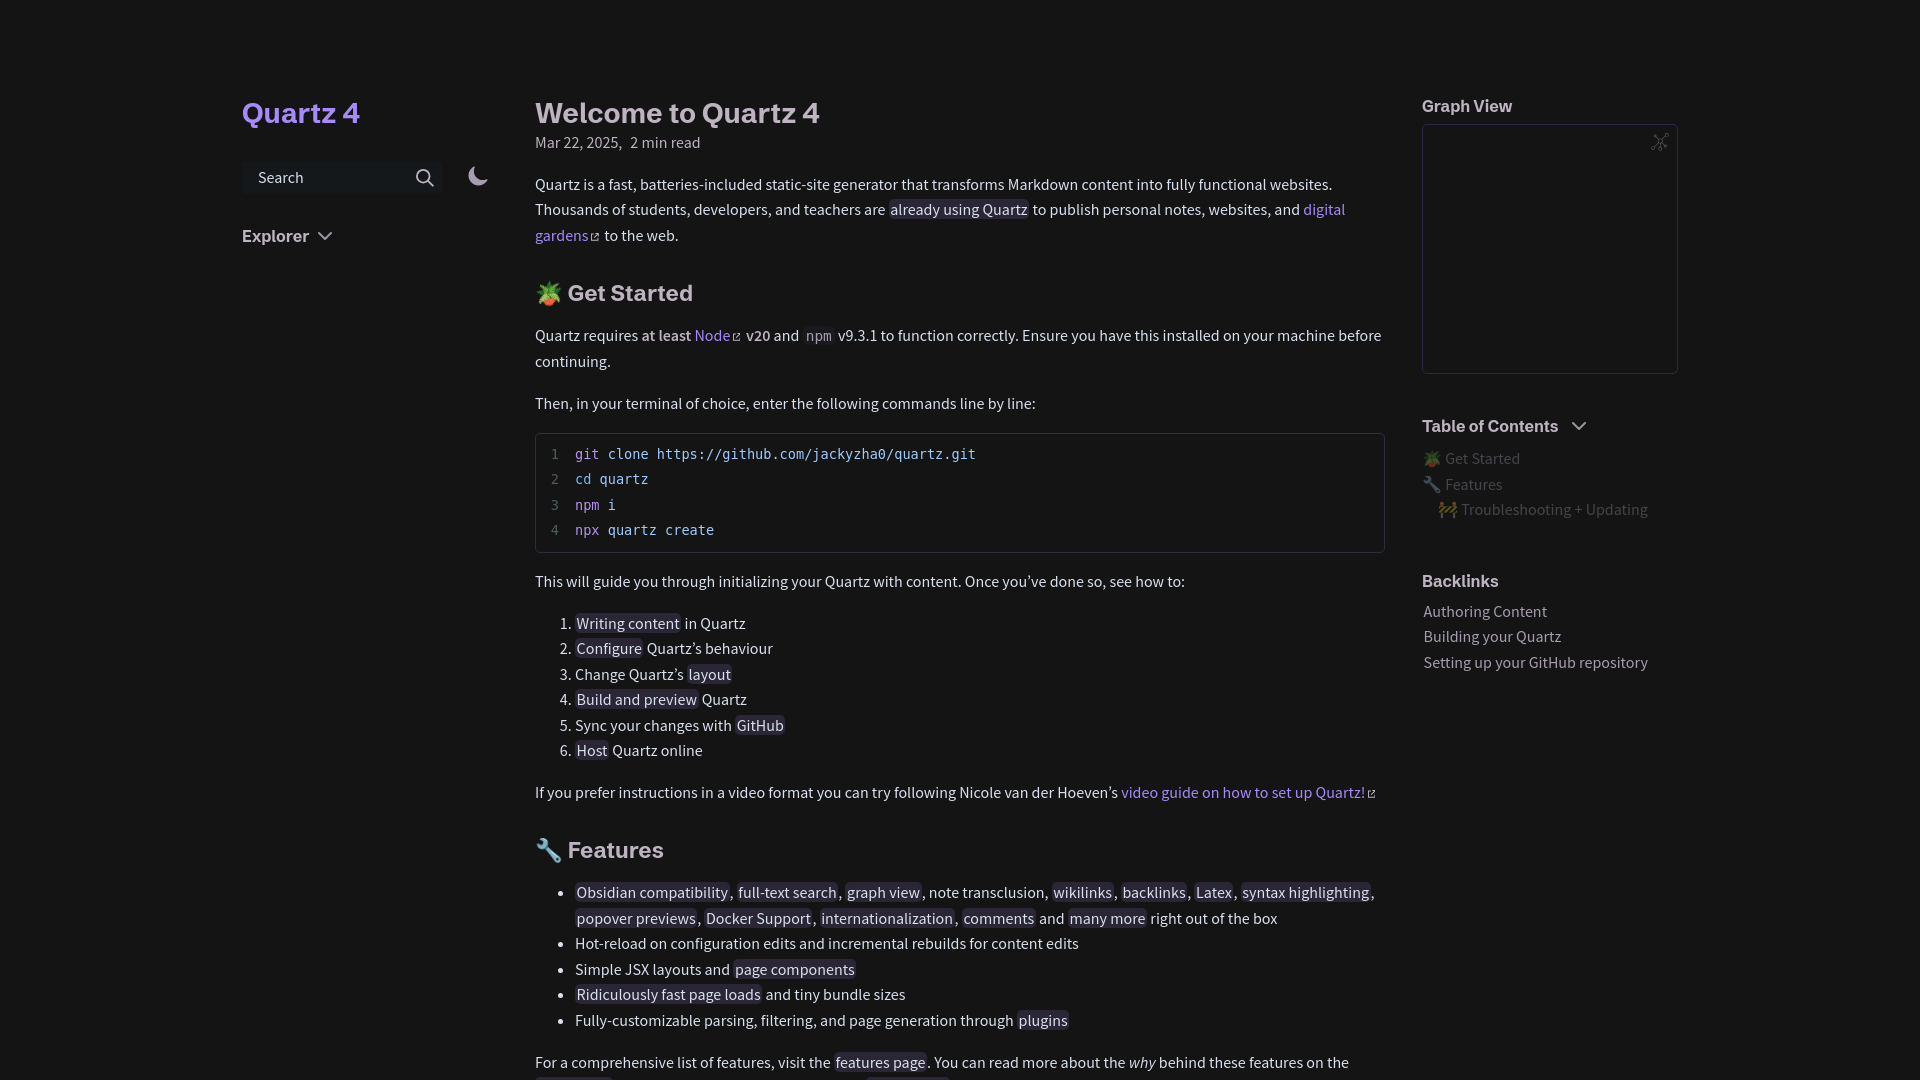 Quartz 4
Search
Explorer
Welcome to Quartz 4
Mar 22, 2025, 2 min read
Quartz is a fast, batteries-included static-site generator that transforms Markdown content into fully functional websites.
Thousands of students, developers, and teachers are already using Quartz to publish personal notes, websites, and digital
gardens to the web.
🪴 Get Started
Quartz requires at least Node v20 and npm v9.3.1 to function correctly. Ensure you have this installed on your machine before
continuing.
Then, in your terminal of choice, enter the following commands line by line:
1 git clone https://github.com/jackyzha0/quartz.git
2 cd quartz
3 npm i
4 npx quartz create
This will guide you through initializing your Quartz with content. Once you’ve done so, see how to:
1. Writing content in Quartz
2. Configure Quartz’s behaviour
3. Change Quartz’s layout
4. Build and preview Quartz
5. Sync your changes with GitHub
6. Host Quartz online
If you prefer instructions in a video format you can try following Nicole van der Hoeven’s video guide on how to set up Quartz!
🔧 Features
• Obsidian compatibility, full-text search, graph view, note transclusion, wikilinks, backlinks, Latex, syntax highlighting,
popover previews, Docker Support, internationalization, comments and many more right out of the box
• Hot-reload on configuration edits and incremental rebuilds for content edits
• Simple JSX layouts and page components
• Ridiculously fast page loads and tiny bundle sizes
• Fully-customizable parsing, filtering, and page generation through plugins
For a comprehensive list of features, visit the features page. You can read more about the why behind these features on the
Graph View
Table of Contents
🪴 Get Started
🔧 Features
🚧 Troubleshooting + Updating
Backlinks
Authoring Content
Building your Quartz
Setting up your GitHub repository